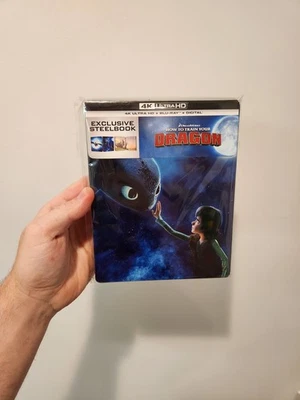 4K ULTRA HD
4K ULTRA HD + BLU-RAY + DIGITAL
EXCLUSIVE
STEELBOOK
DREAMWORKS
HOW TO TRAIN YOUR
DRAGON